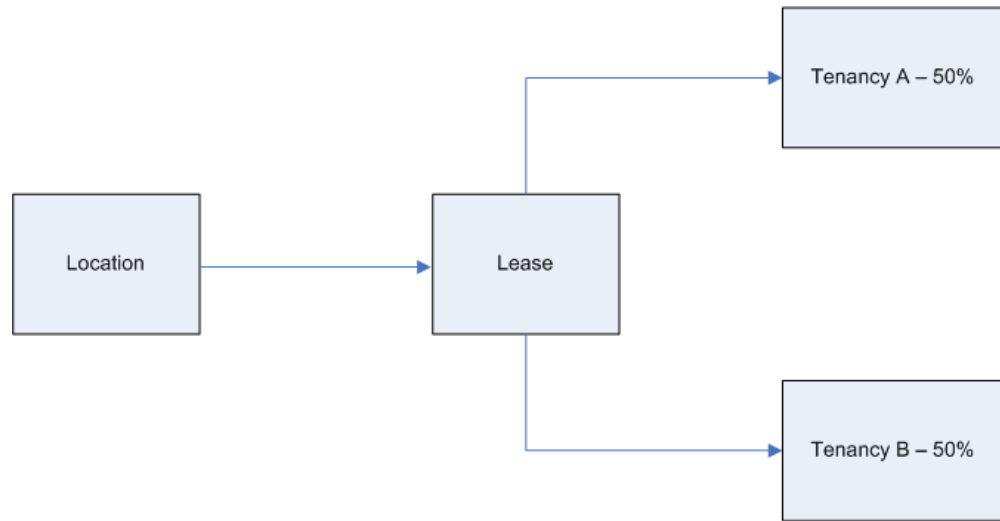 Tenancy A – 50%
Location
Lease
Tenancy B – 50%